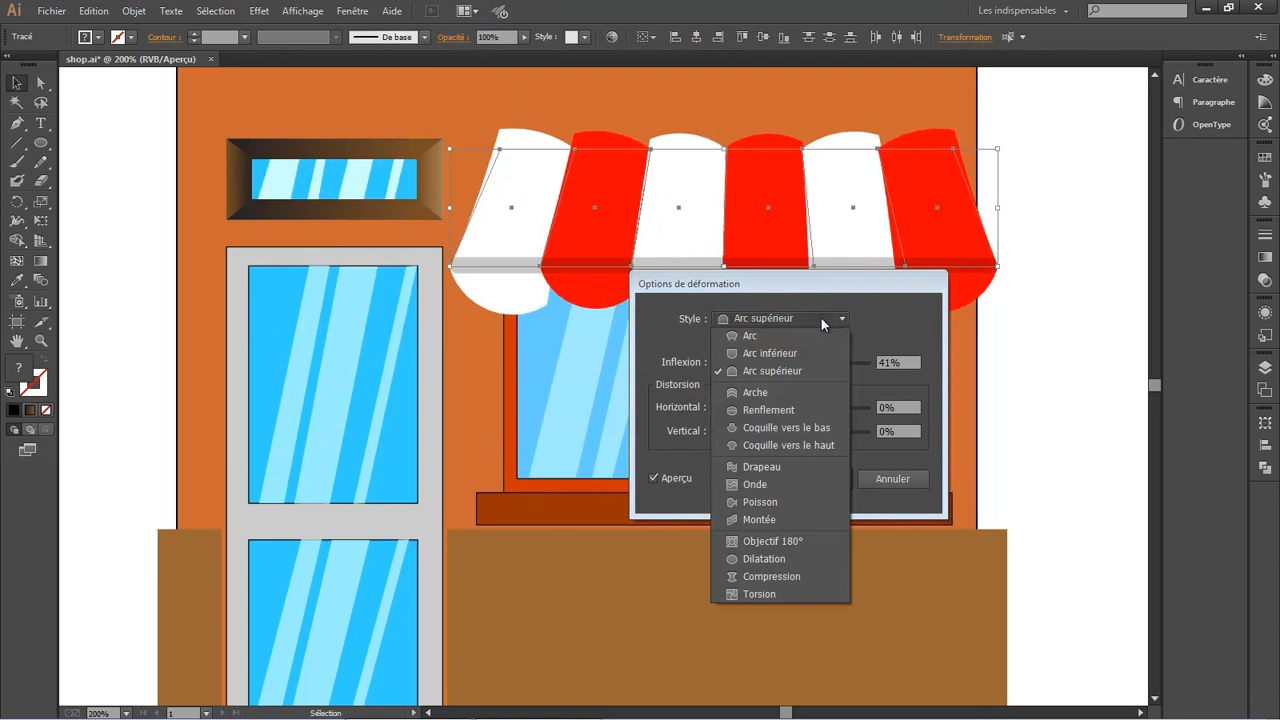 Ai Fichier Edition Objet Texte Sélection Effet Affichage Fenêtre Aide Br Les indispensables
Tracé ? Contour : De base Opacité : 100% Style : Transformation
shop.ai* @ 200% (RVB/Aperçu) ×
Caractère
Paragraphe
OpenType
Options de déformation
Style : Arc supérieur
Arc
Arc inférieur
Arc supérieur
Arche
Renflement
Coquille vers le bas
Coquille vers le haut
Drapeau
Onde
Poisson
Montée
Objectif 180°
Dilatation
Compression
Torsion
Inflexion : 41%
Distorsion
Horizontal : 0%
Vertical : 0%
Aperçu Annuler
?
200% 1 Sélection